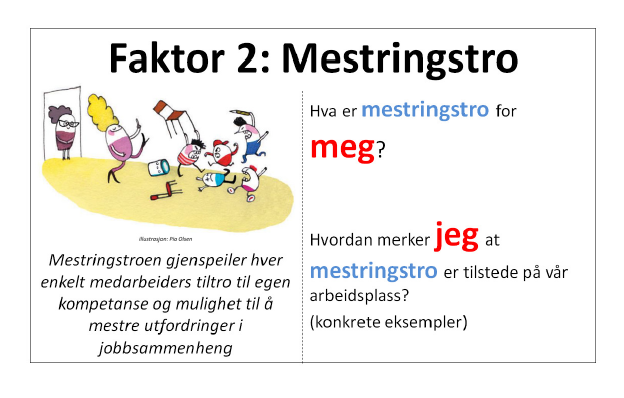 Faktor 2: Mestringstro
Illustrasjon: Pia Olsen
Mestringstroen gjenspeiler hver
enkelt medarbeiders tiltro til egen
kompetanse og mulighet til å
mestre utfordringer i
jobbsammenheng
Hva er mestringstro for
meg?
Hvordan merker jeg at
mestringstro er tilstede på vår
arbeidsplass?
(konkrete eksempler)